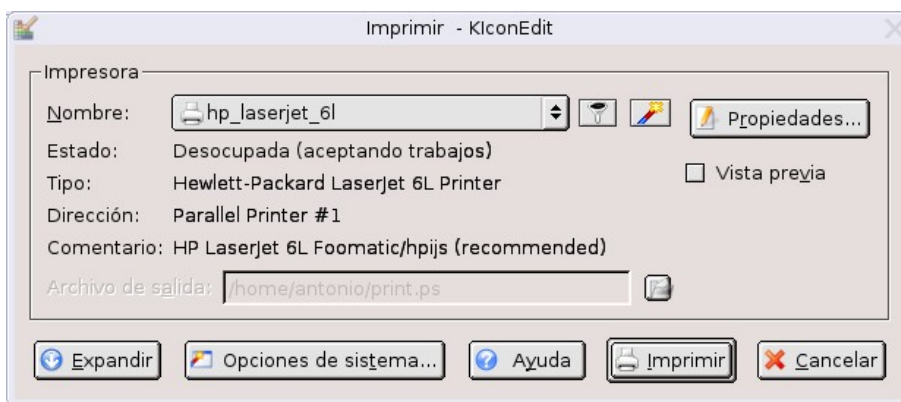 Imprimir - KIconEdit
Impresora
Nombre: hp_laserjet_6l Propiedades...
Estado: Desocupada (aceptando trabajos)
Tipo: Hewlett-Packard LaserJet 6L Printer Vista previa
Dirección: Parallel Printer #1
Comentario: HP LaserJet 6L Foomatic/hpijs (recommended)
Archivo de salida: /home/antonio/print.ps
Expandir Opciones de sistema... Ayuda Imprimir Cancelar